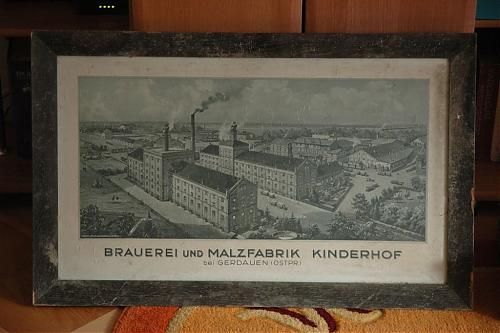 BRAUEREI UND MALZFABRIK KINDERHOF
bei GERDAUEN (OSTPR.)